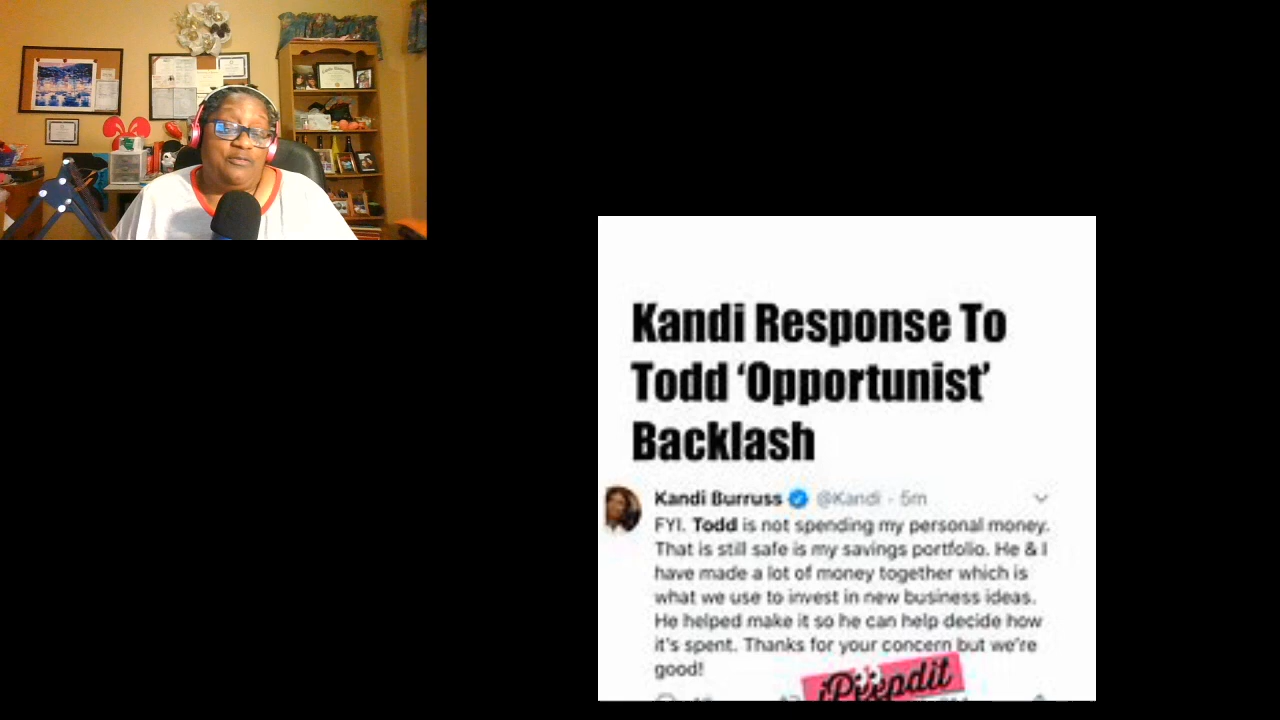 Kandi Response To
Todd ‘Opportunist’
Backlash
Kandi Burruss @Kandi · 5m
FYI. Todd is not spending my personal money.
That is still safe is my savings portfolio. He & I
have made a lot of money together which is
what we use to invest in new business ideas.
He helped make it so he can help decide how
it's spent. Thanks for your concern but we're
good!
iPeepdit